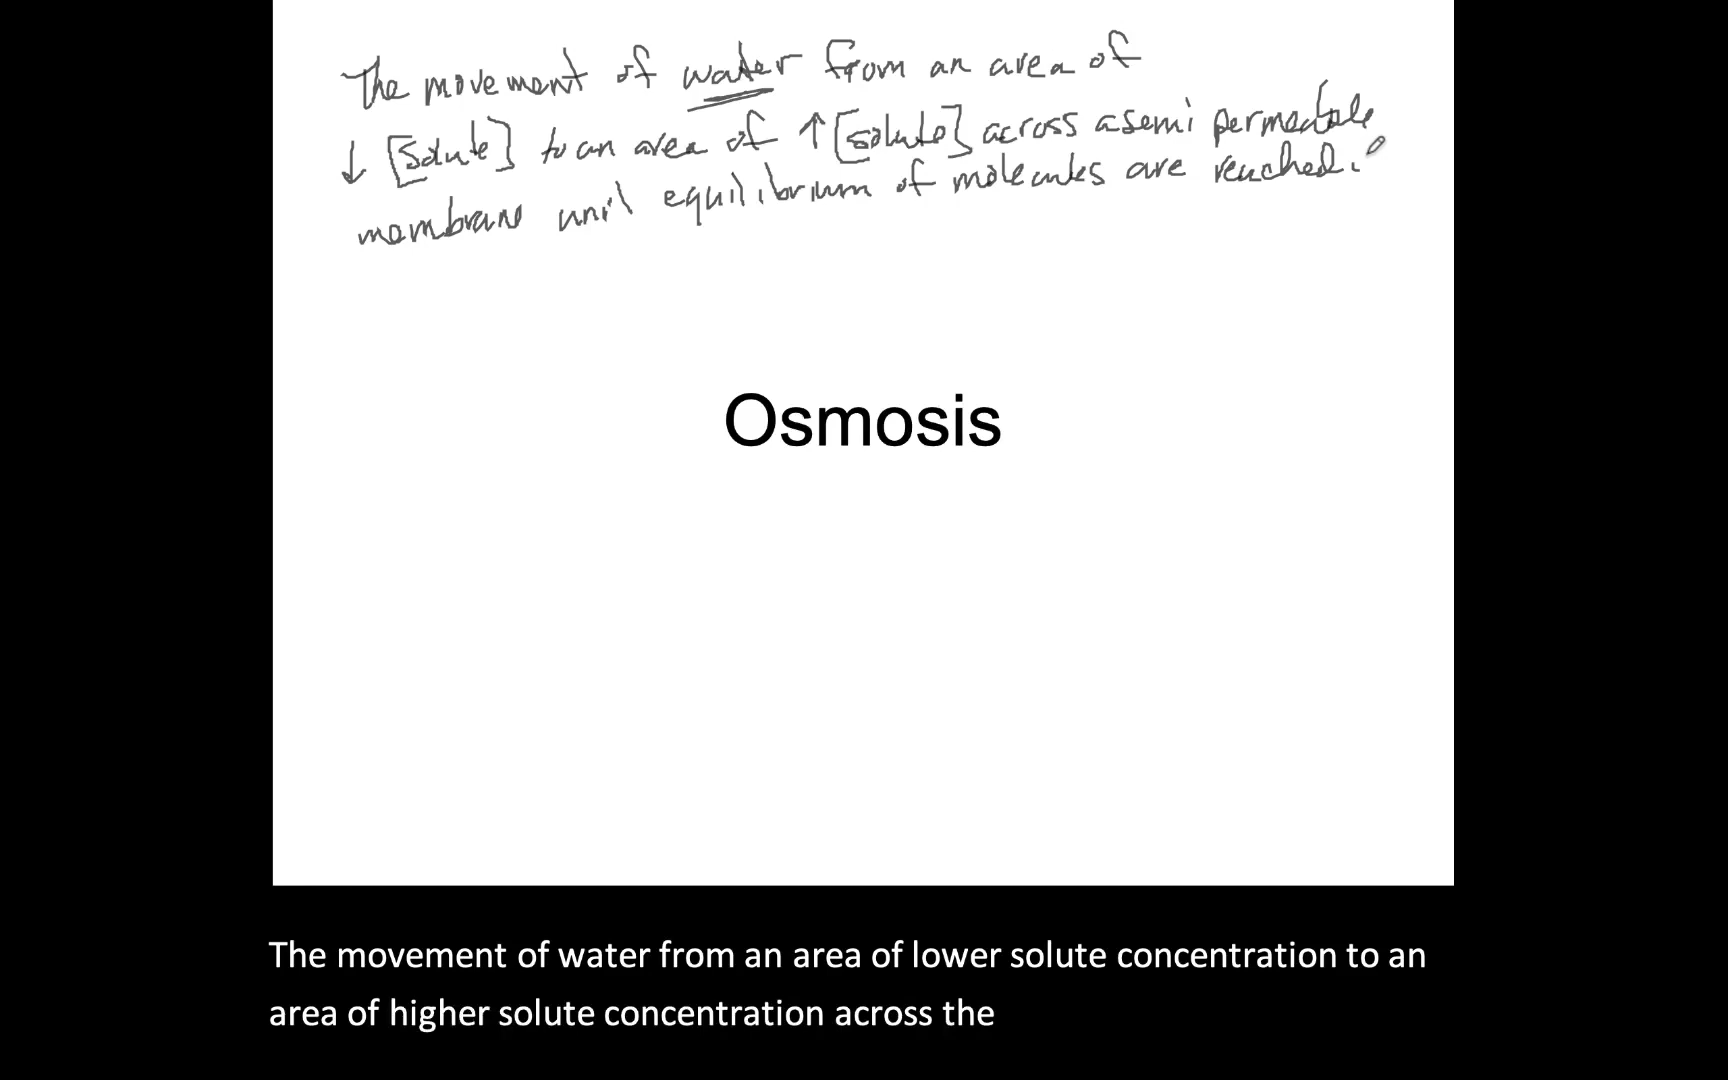 The movement of water from an area of
↓ [solute] to an area of ↑ [solute] across a semi permeable
membrane until equilibrium of molecules are reached.
Osmosis
The movement of water from an area of lower solute concentration to an
area of higher solute concentration across the